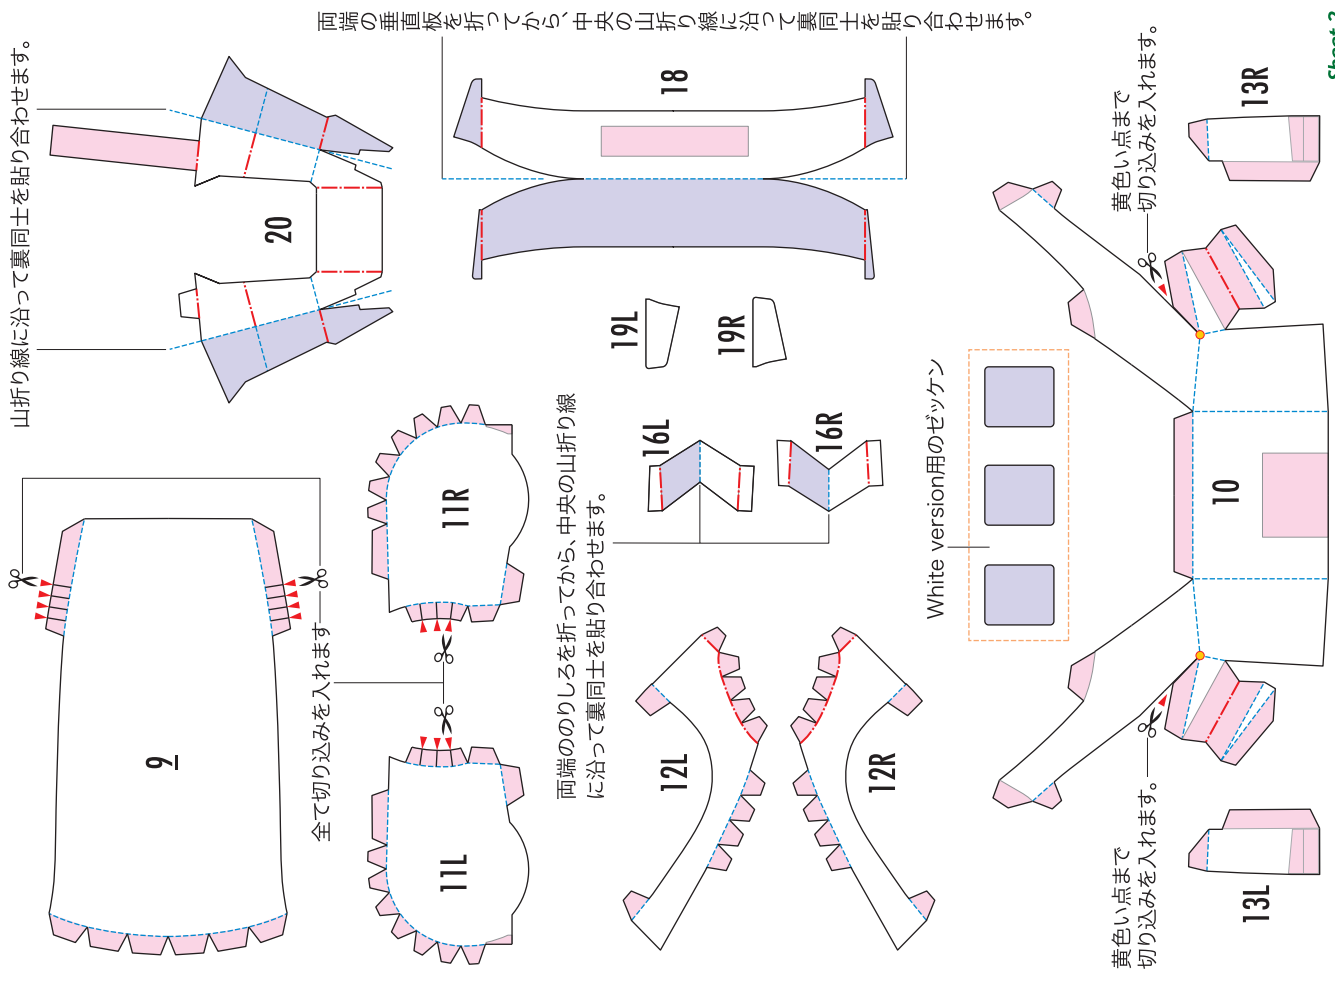 山折り線に沿って裏同士を貼り合わせます。
9
20
全て切り込みを入れます
両端の垂直板を折ってから、中央の山折り線に沿って裏同士を貼り合わせます。
11L
11R
両端ののりしろを折ってから、中央の山折り線
に沿って裏同士を貼り合わせます。
18
19L
19R
16L
16R
12L
12R
White version用のゼッケン
10
黄色い点まで
切り込みを入れます。
黄色い点まで
切り込みを入れます。
13L
13R
Sheet